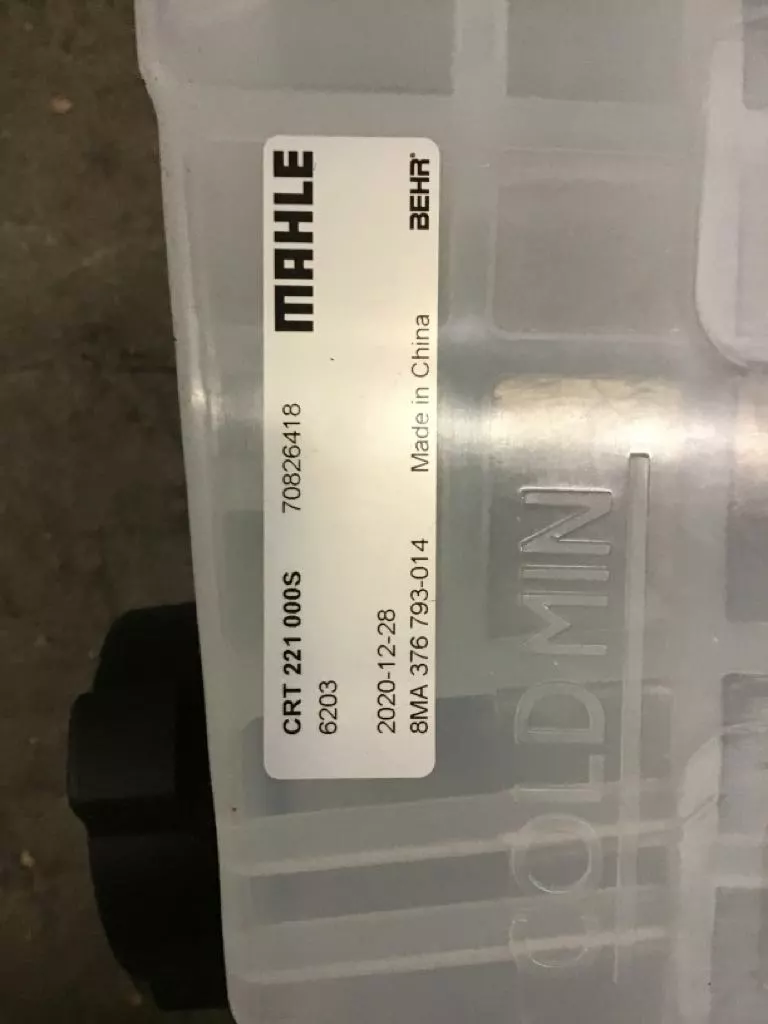 MAHLE
CRT 221 000S 70826418
6203
2020-12-28
8MA 376 793-014 Made in China BEHR®
COLD MIN